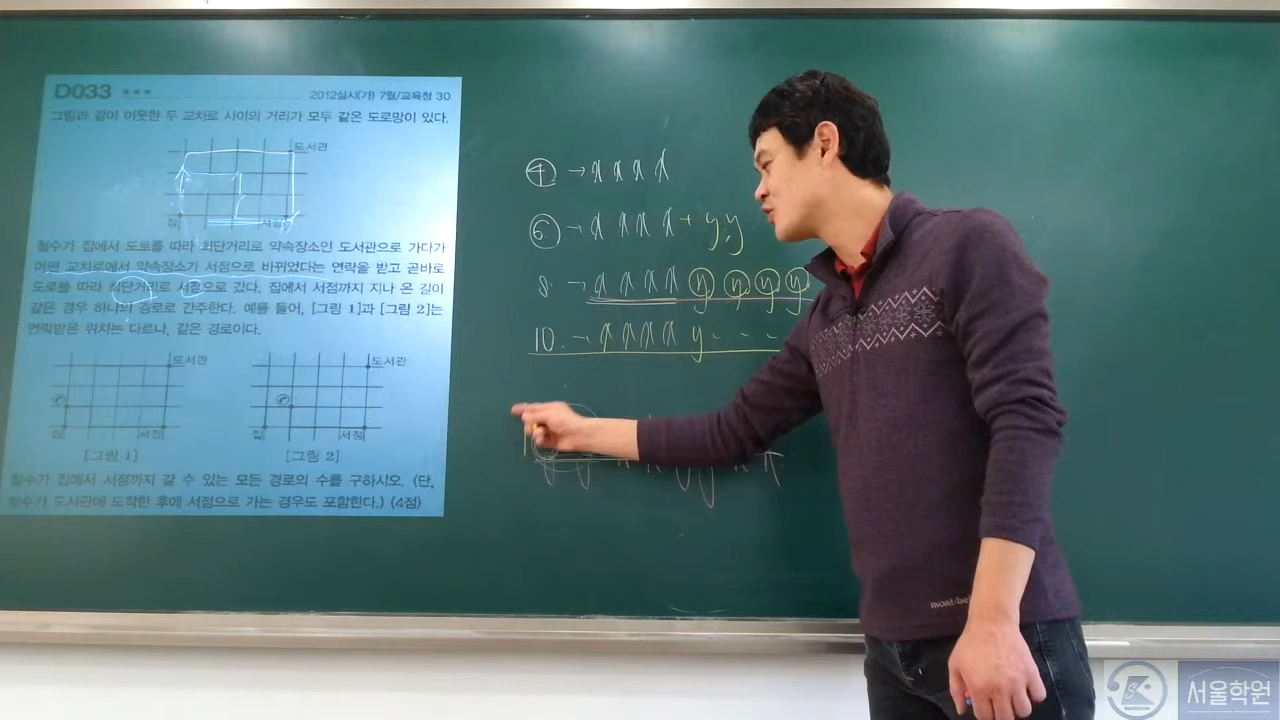 D033 ★★★
2012실시(가) 7월/교육청 30
그림과 같이 이웃한 두 교차로 사이의 거리가 모두 같은 도로망이 있다.
도서관
집 서점
철수가 집에서 도로를 따라 최단거리로 약속장소인 도서관으로 가다가
어떤 교차로에서 약속장소가 서점으로 바뀌었다는 연락을 받고 곧바로
도로를 따라 최단거리로 서점으로 갔다. 집에서 서점까지 지나 온 길이
같은 경우 하나의 경로로 간주한다. 예를 들어, [그림 1]과 [그림 2]는
연락받은 위치는 다르나, 같은 경로이다.
도서관 도서관
집 서점 집 서점
[그림 1] [그림 2]
철수가 집에서 서점까지 갈 수 있는 모든 경로의 수를 구하시오. (단,
철수가 도서관에 도착한 후에 서점으로 가는 경우도 포함한다.) (4점)
④ → x x x x
⑥ → x x x x + y y
8 → x x x x y y y y
10 → x x x x y · · ·
montbel
서울학원